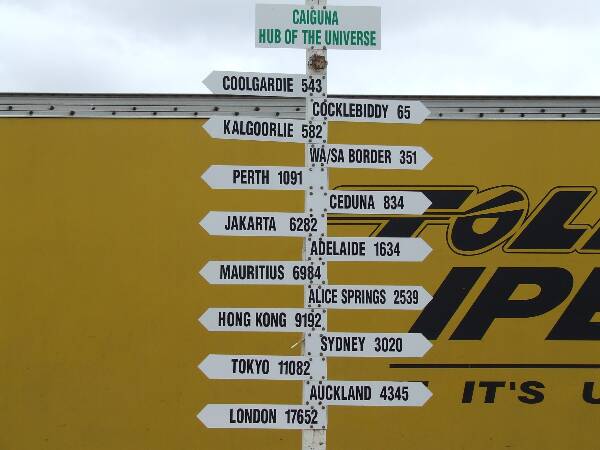 CAIGUNA
HUB OF THE UNIVERSE
COOLGARDIE 543
COCKLEBIDDY 65
KALGOORLIE 582
WA/SA BORDER 351
PERTH 1091
CEDUNA 834
JAKARTA 6282
ADELAIDE 1634
MAURITIUS 6984
ALICE SPRINGS 2539
HONG KONG 9192
SYDNEY 3020
TOKYO 11082
AUCKLAND 4345
LONDON 17652
IT'S